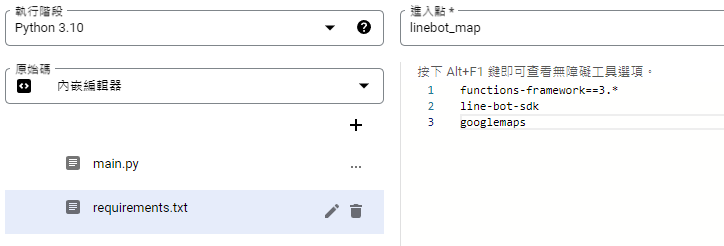 執行階段
Python 3.10
進入點 *
linebot_map
原始碼
內嵌編輯器
main.py
...
requirements.txt
按下 Alt+F1 鍵即可查看無障礙工具選項。
1 functions-framework==3.*
2 line-bot-sdk
3 googlemaps